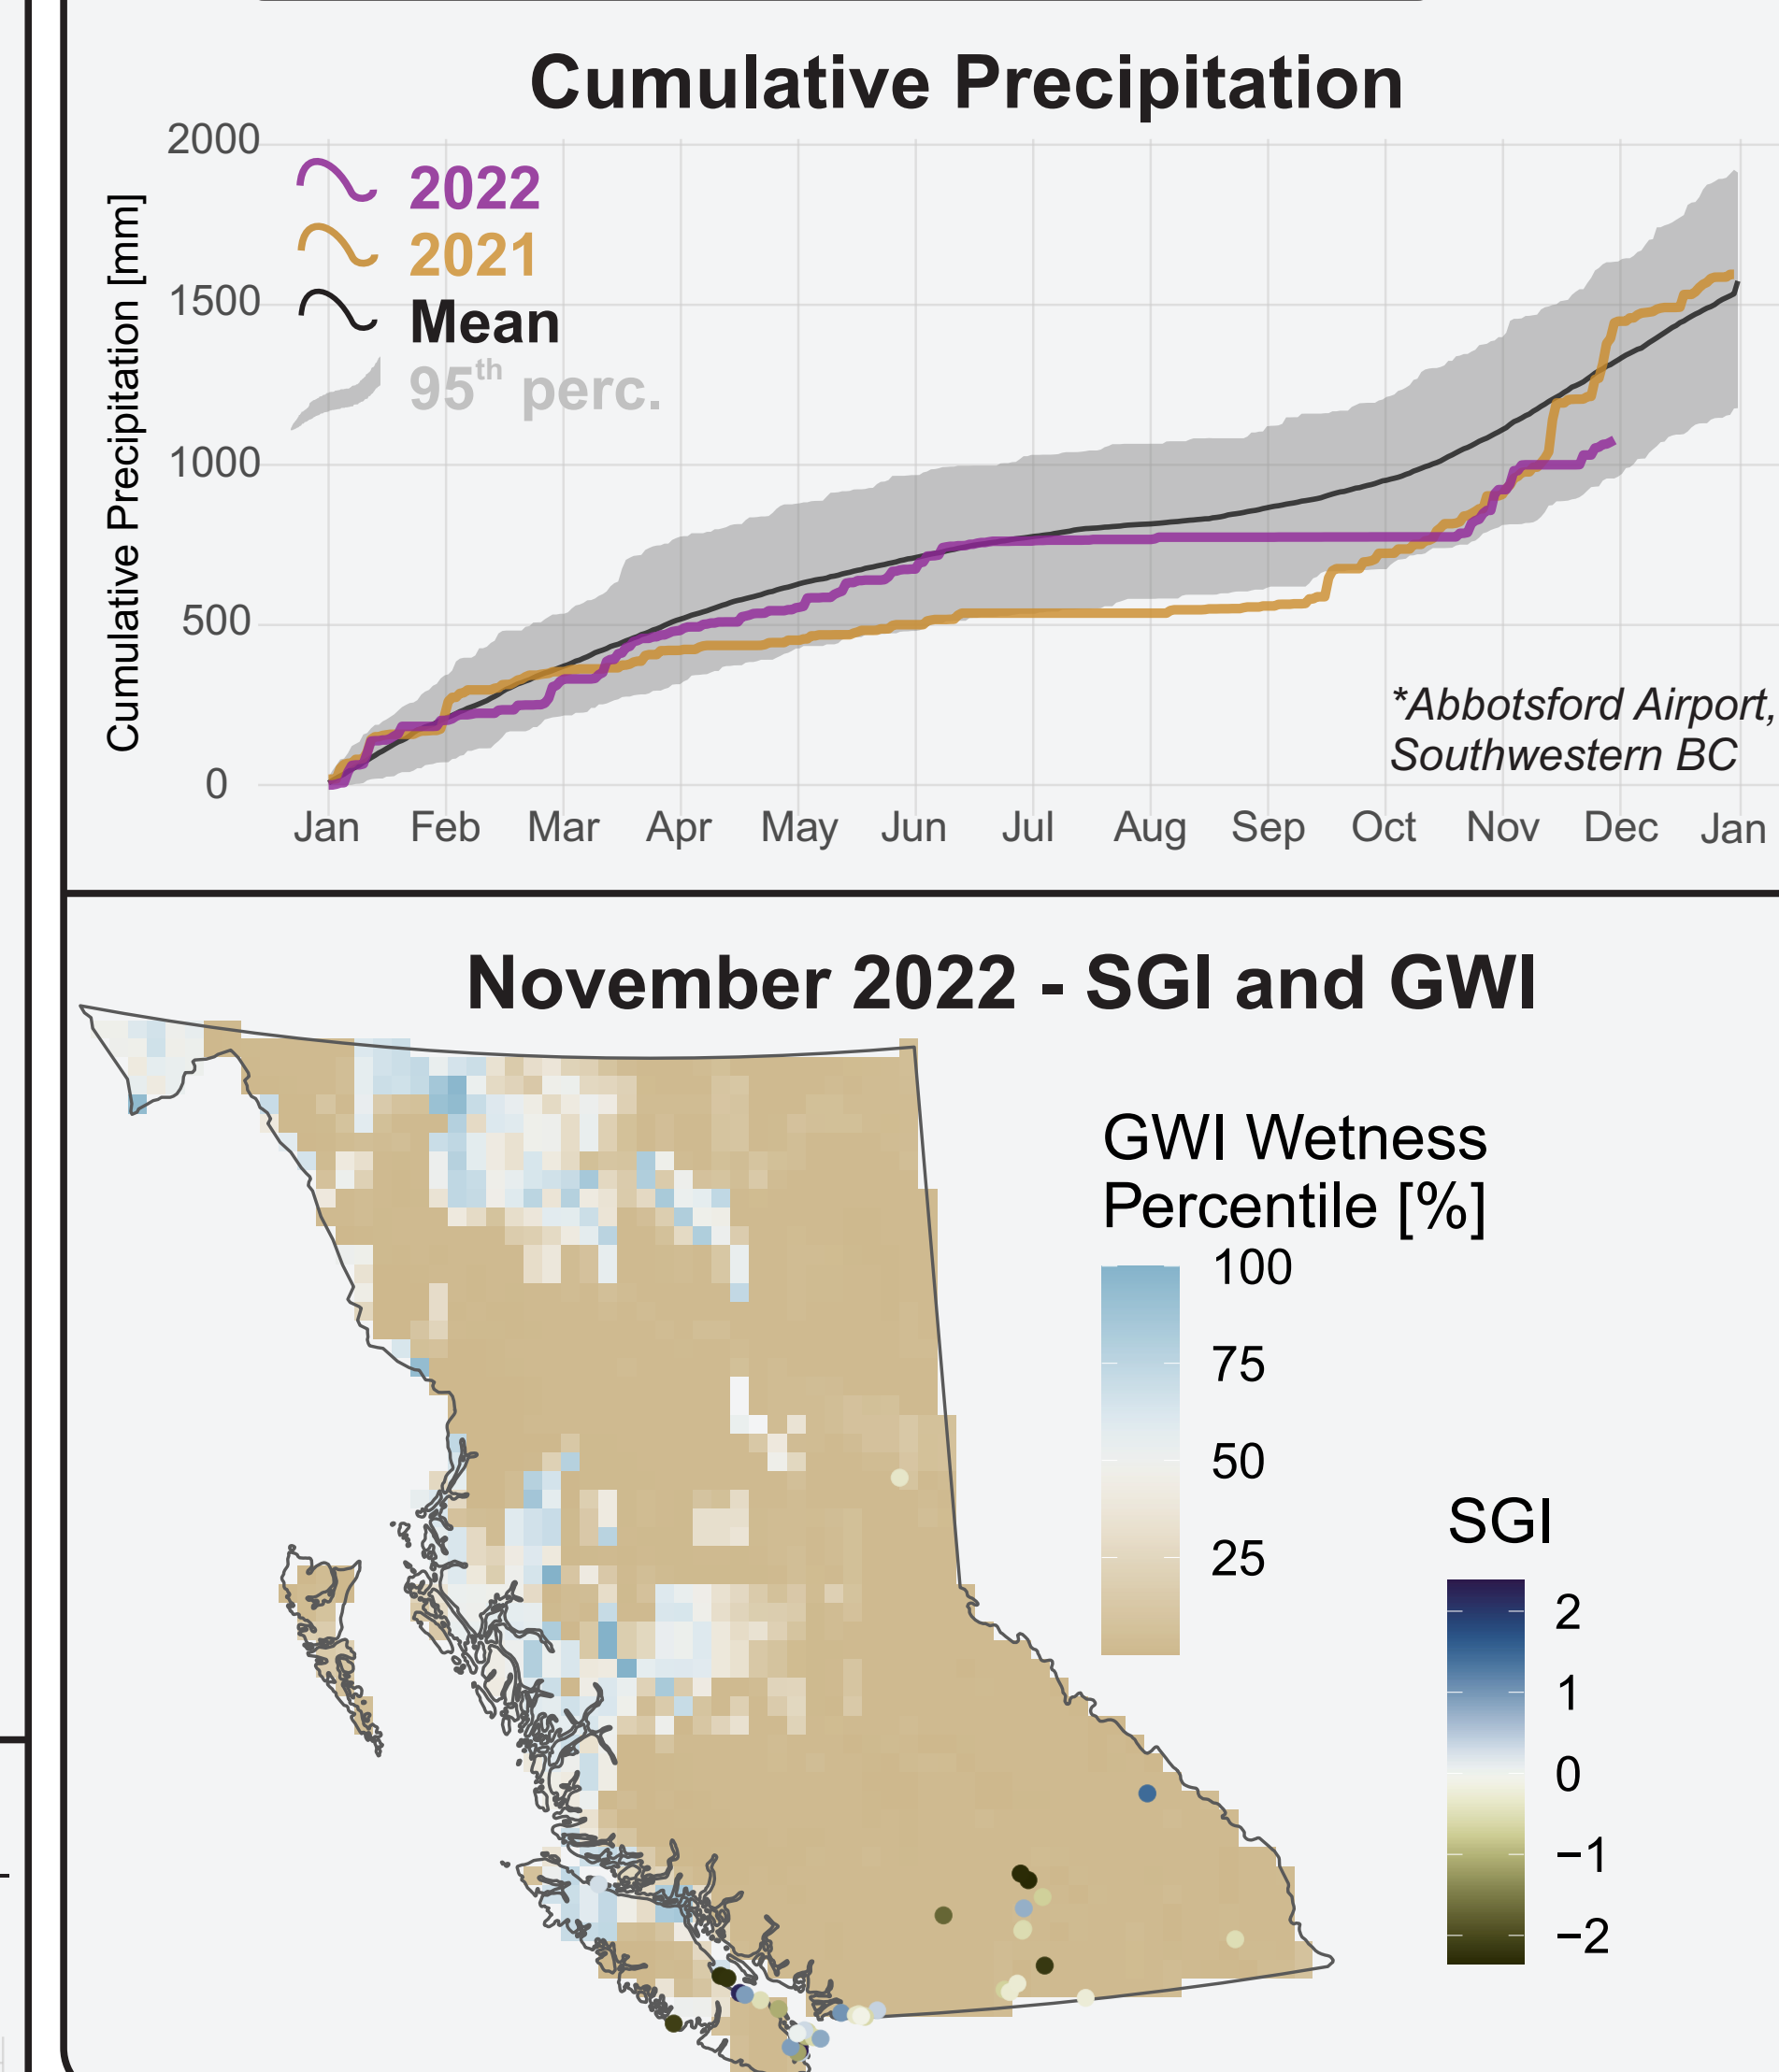 Cumulative Precipitation
Cumulative Precipitation [mm]
2000
1500
1000
500
0
2022
2021
Mean
95th perc.
*Abbotsford Airport,
Southwestern BC
Jan Feb Mar Apr May Jun Jul Aug Sep Oct Nov Dec Jan
November 2022 - SGI and GWI
GWI Wetness
Percentile [%]
100
75
50
25
SGI
2
1
0
−1
−2